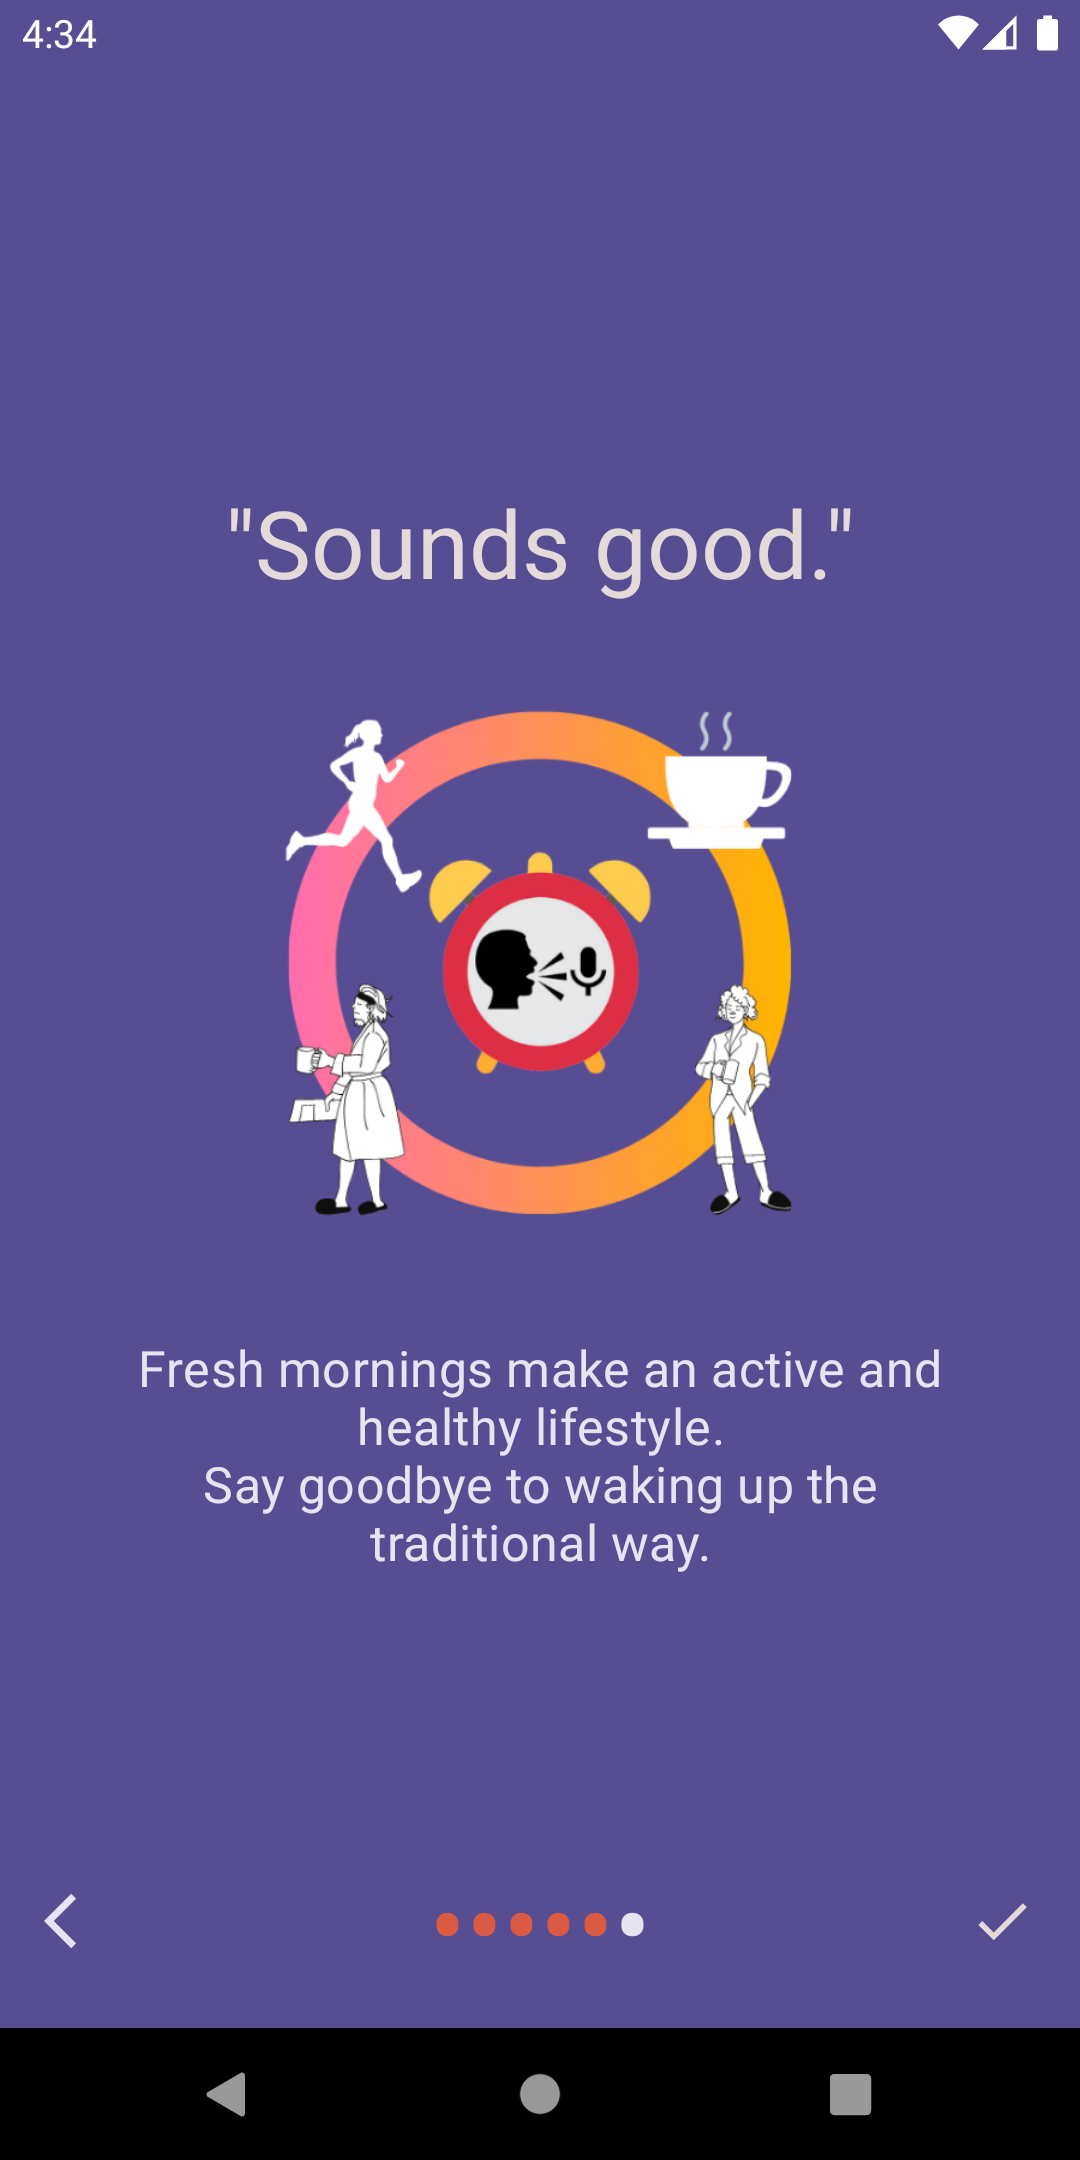 4:34
"Sounds good."
Fresh mornings make an active and
healthy lifestyle.
Say goodbye to waking up the
traditional way.